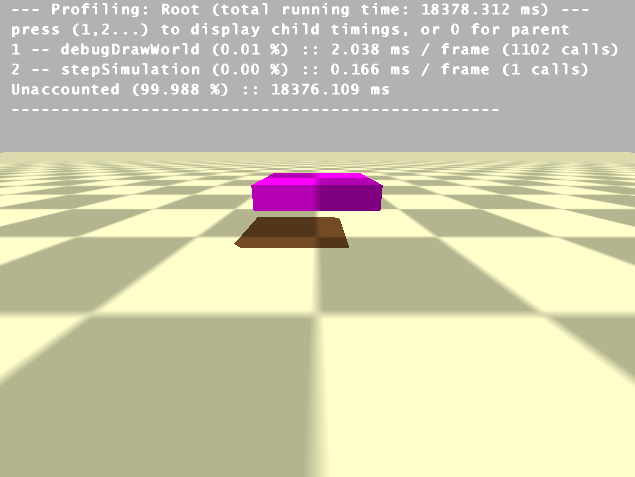 --- Profiling: Root (total running time: 18378.312 ms) ---
press (1,2...) to display child timings, or 0 for parent
1 -- debugDrawWorld (0.01 %) :: 2.038 ms / frame (1102 calls)
2 -- stepSimulation (0.00 %) :: 0.166 ms / frame (1 calls)
Unaccounted (99.988 %) :: 18376.109 ms
-------------------------------------------------